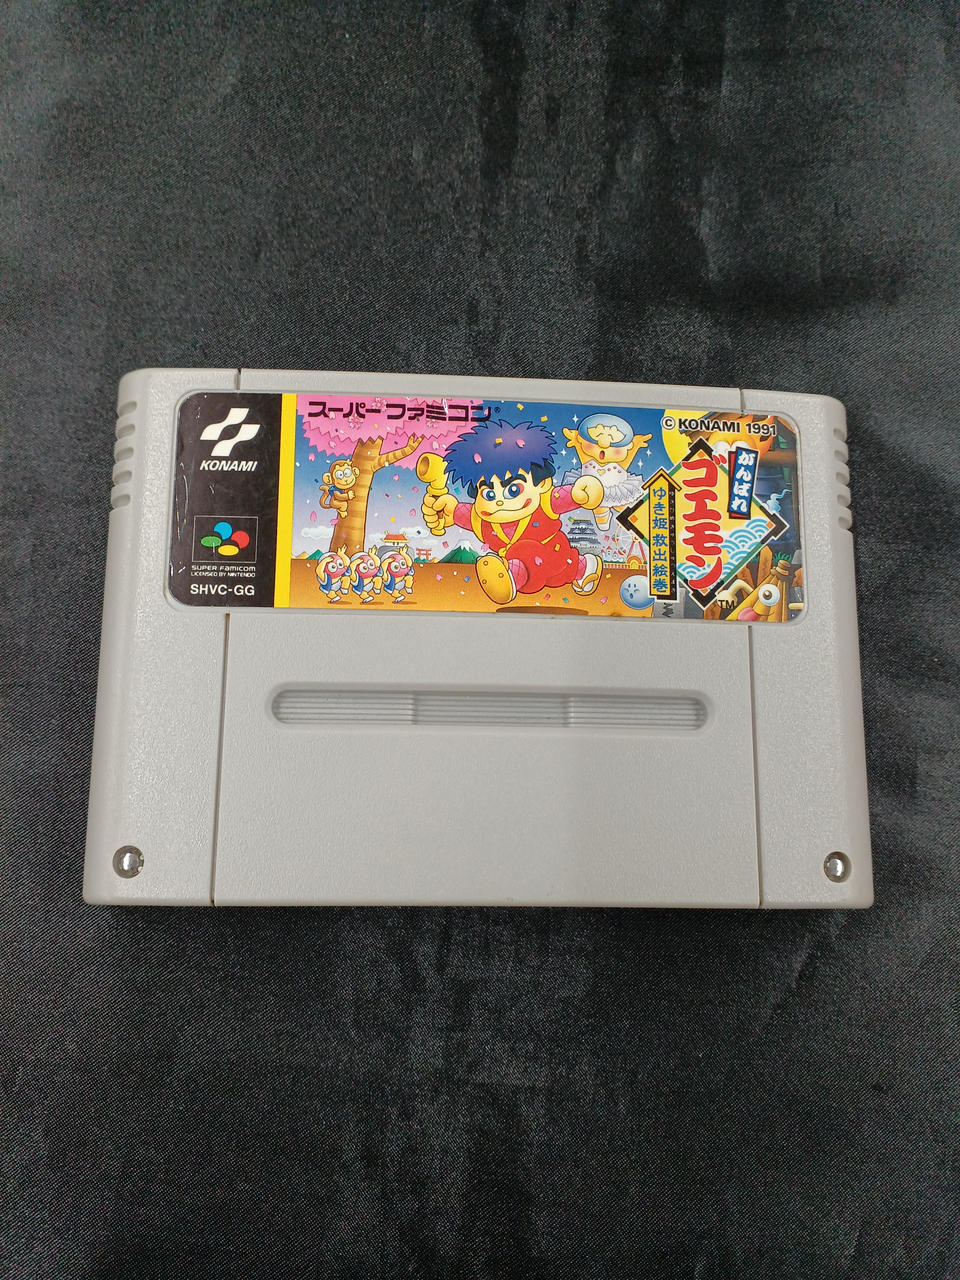 KONAMI
SUPER FAMICOM
LICENSED BY NINTENDO
SHVC-GG
スーパーファミコン®
© KONAMI 1991
がんばれ
ゴエモン
ゆき姫救出絵巻
TM